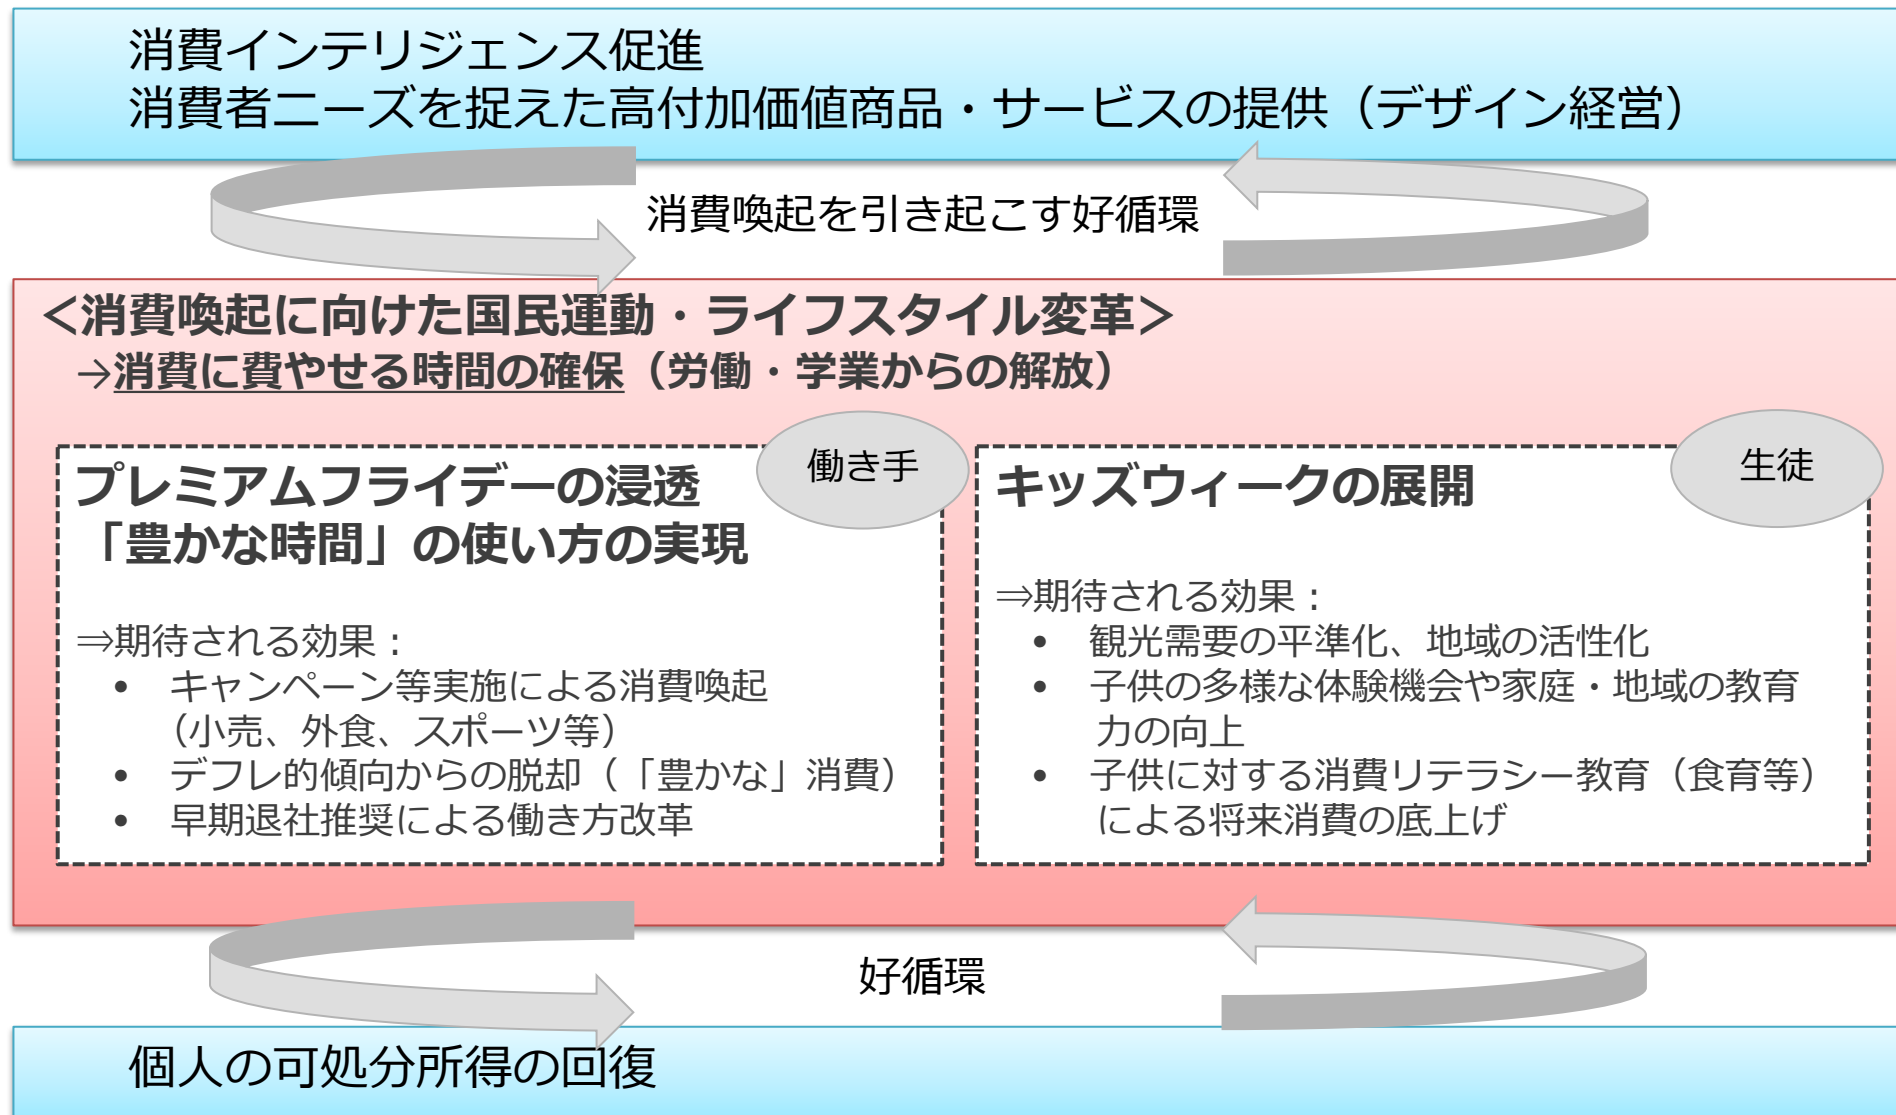 消費インテリジェンス促進
消費者ニーズを捉えた高付加価値商品・サービスの提供（デザイン経営）
消費喚起を引き起こす好循環
＜消費喚起に向けた国民運動・ライフスタイル変革＞
→消費に費やせる時間の確保（労働・学業からの解放）
働き手
プレミアムフライデーの浸透
「豊かな時間」の使い方の実現
⇒期待される効果：
• キャンペーン等実施による消費喚起
（小売、外食、スポーツ等）
• デフレ的傾向からの脱却（「豊かな」消費）
• 早期退社推奨による働き方改革
生徒
キッズウィークの展開
⇒期待される効果：
• 観光需要の平準化、地域の活性化
• 子供の多様な体験機会や家庭・地域の教育
力の向上
• 子供に対する消費リテラシー教育（食育等）
による将来消費の底上げ
好循環
個人の可処分所得の回復